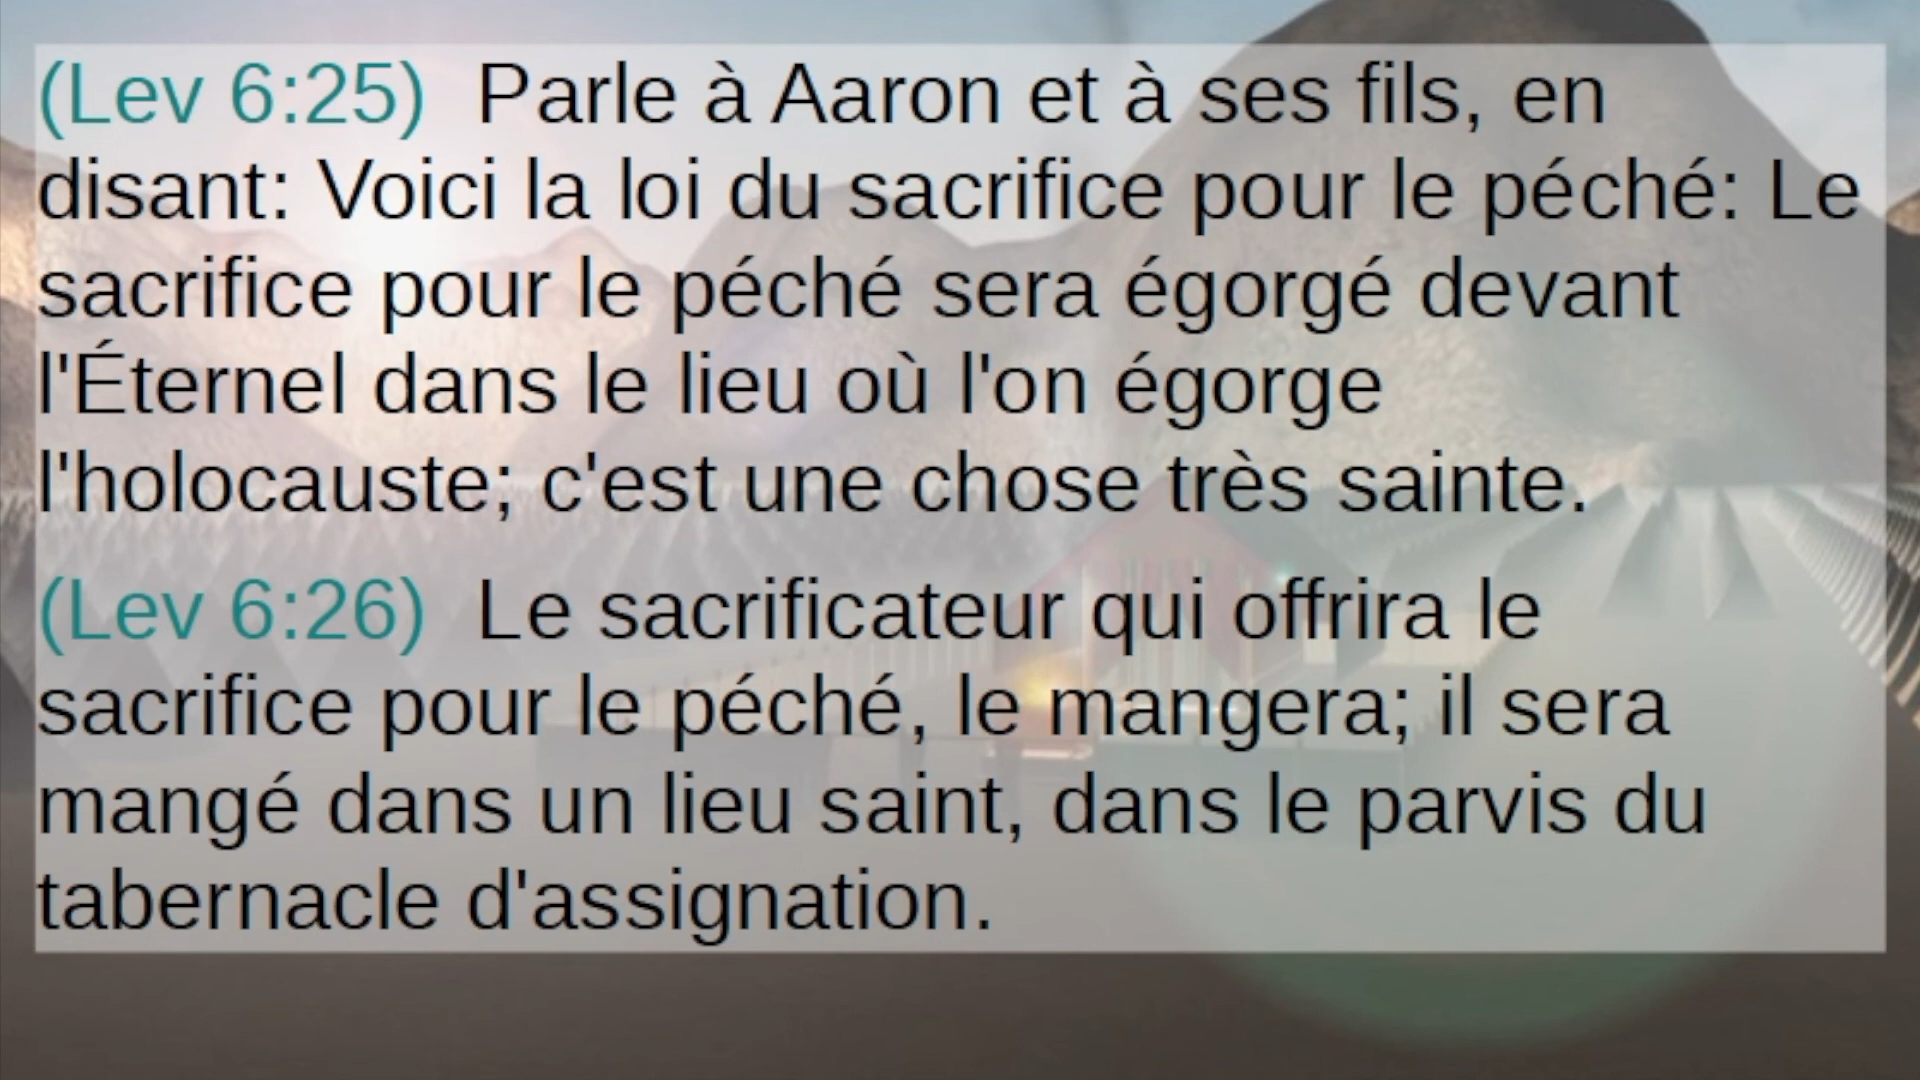 (Lev 6:25) Parle à Aaron et à ses fils, en
disant: Voici la loi du sacrifice pour le péché: Le
sacrifice pour le péché sera égorgé devant
l'Éternel dans le lieu où l'on égorge
l'holocauste; c'est une chose très sainte.
(Lev 6:26) Le sacrificateur qui offrira le
sacrifice pour le péché, le mangera; il sera
mangé dans un lieu saint, dans le parvis du
tabernacle d'assignation.